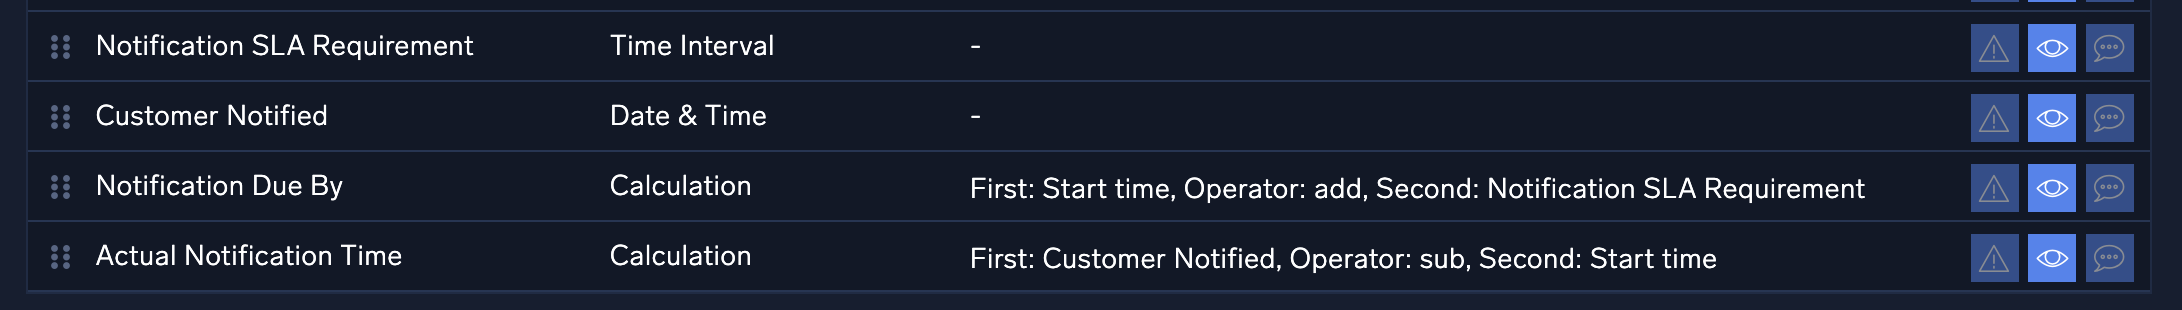 Notification SLA Requirement Time Interval -
Customer Notified Date & Time -
Notification Due By Calculation First: Start time, Operator: add, Second: Notification SLA Requirement
Actual Notification Time Calculation First: Customer Notified, Operator: sub, Second: Start time